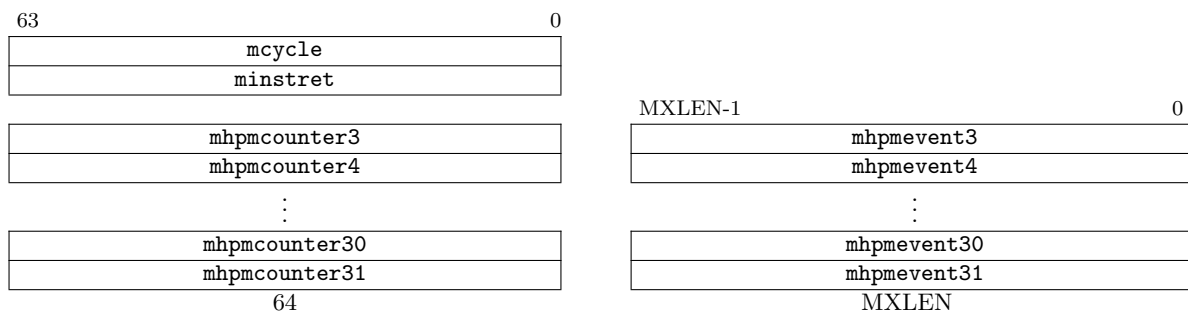 63 0
mcycle
minstret
mhpmcounter3
mhpmcounter4
⋮
mhpmcounter30
mhpmcounter31
64
MXLEN-1 0
mhpmevent3
mhpmevent4
⋮
mhpmevent30
mhpmevent31
MXLEN